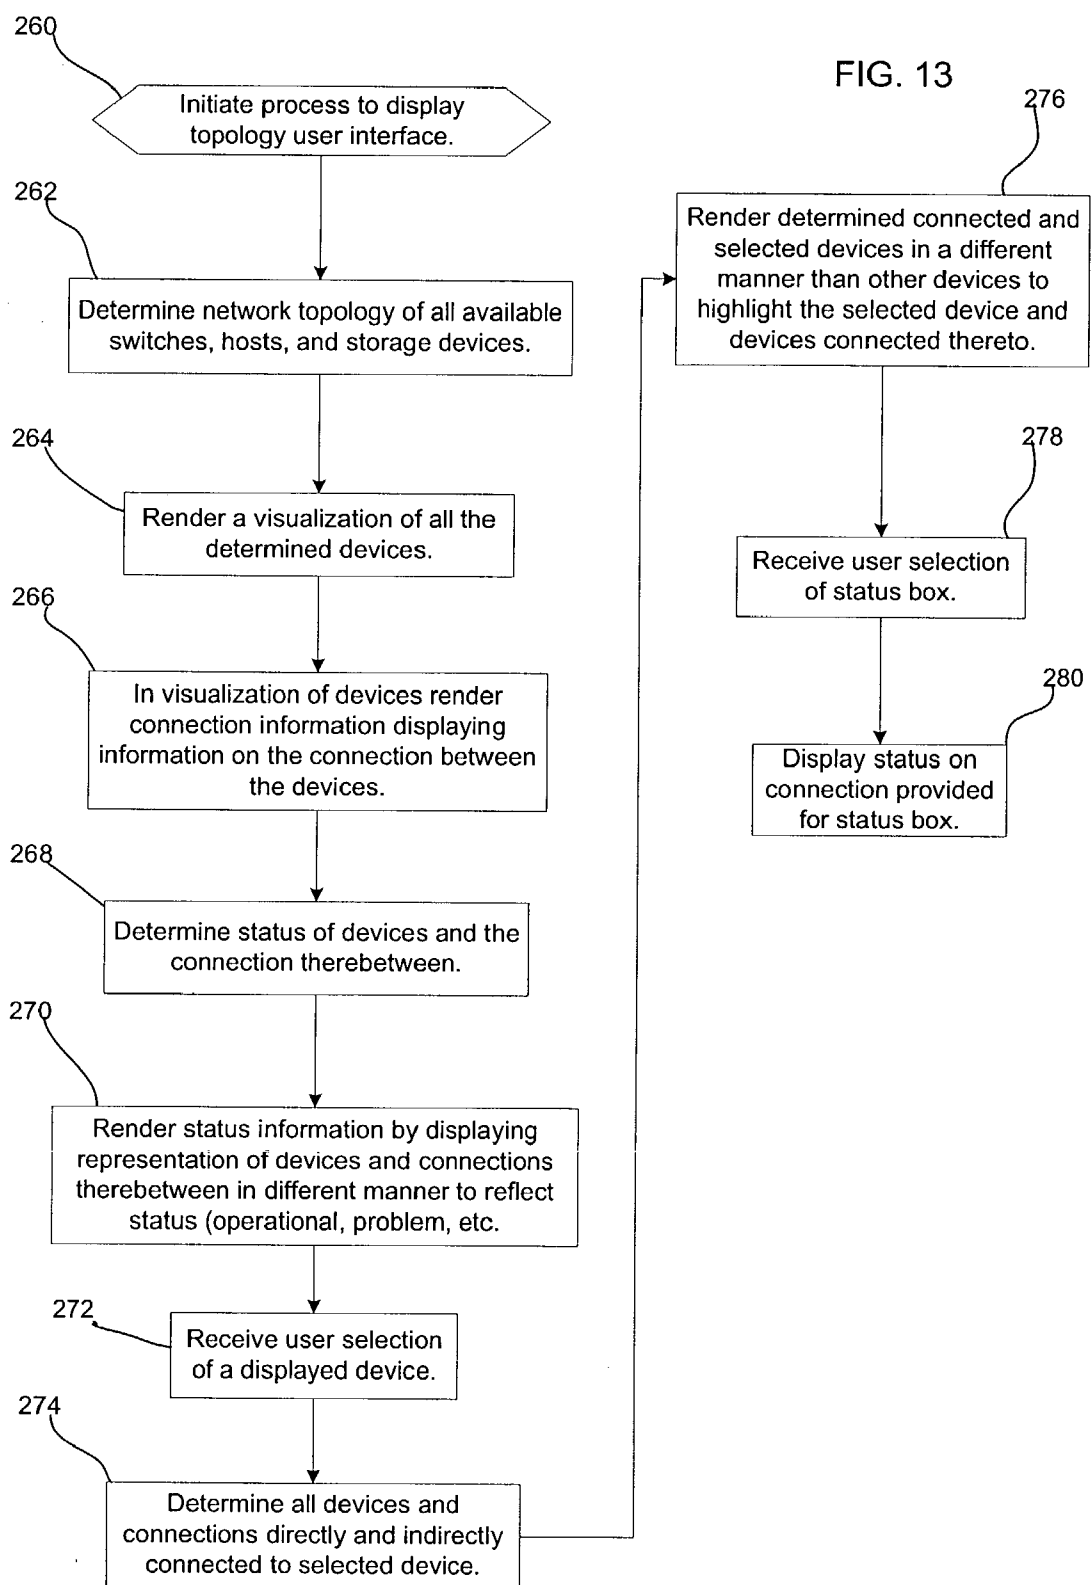 260
Initiate process to display
topology user interface.
262
Determine network topology of all available
switches, hosts, and storage devices.
264
Render a visualization of all the
determined devices.
266
In visualization of devices render
connection information displaying
information on the connection between
the devices.
268
Determine status of devices and the
connection therebetween.
270
Render status information by displaying
representation of devices and connections
therebetween in different manner to reflect
status (operational, problem, etc.
272
Receive user selection
of a displayed device.
274
Determine all devices and
connections directly and indirectly
connected to selected device.
FIG. 13
276
Render determined connected and
selected devices in a different
manner than other devices to
highlight the selected device and
devices connected thereto.
278
Receive user selection
of status box.
280
Display status on
connection provided
for status box.